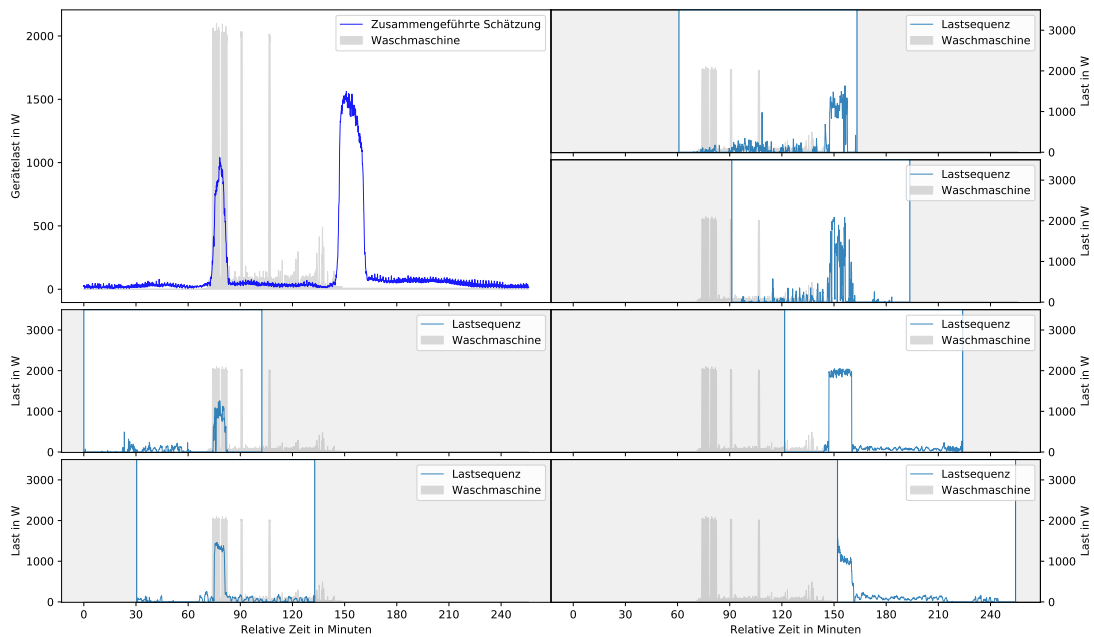 Gerätelast in W
2000
1500
1000
500
0
Zusammengeführte Schätzung
Waschmaschine
Lastsequenz
Waschmaschine
3000
2000
1000
0
Last in W
Lastsequenz
Waschmaschine
3000
2000
1000
0
Last in W
Last in W
3000
2000
1000
0
Lastsequenz
Waschmaschine
Lastsequenz
Waschmaschine
3000
2000
1000
0
Last in W
Last in W
3000
2000
1000
0
Lastsequenz
Waschmaschine
0 30 60 90 120 150 180 210 240
Relative Zeit in Minuten
Lastsequenz
Waschmaschine
3000
2000
1000
0
Last in W
0 30 60 90 120 150 180 210 240
Relative Zeit in Minuten